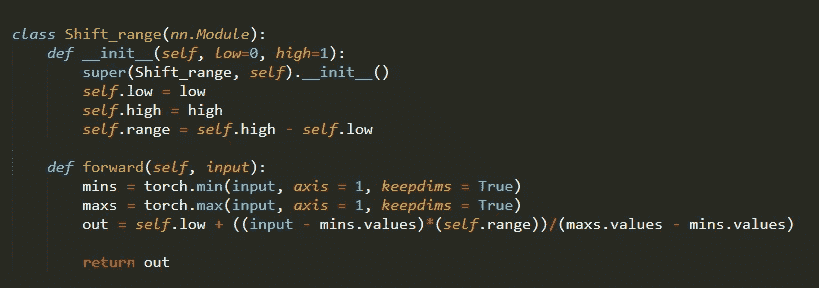 class Shift_range(nn.Module):
    def __init__(self, low=0, high=1):
        super(Shift_range, self).__init__()
        self.low = low
        self.high = high
        self.range = self.high - self.low
    def forward(self, input):
        mins = torch.min(input, axis = 1, keepdims = True)
        maxs = torch.max(input, axis = 1, keepdims = True)
        out = self.low + ((input - mins.values)*(self.range))/(maxs.values - mins.values)
        return out